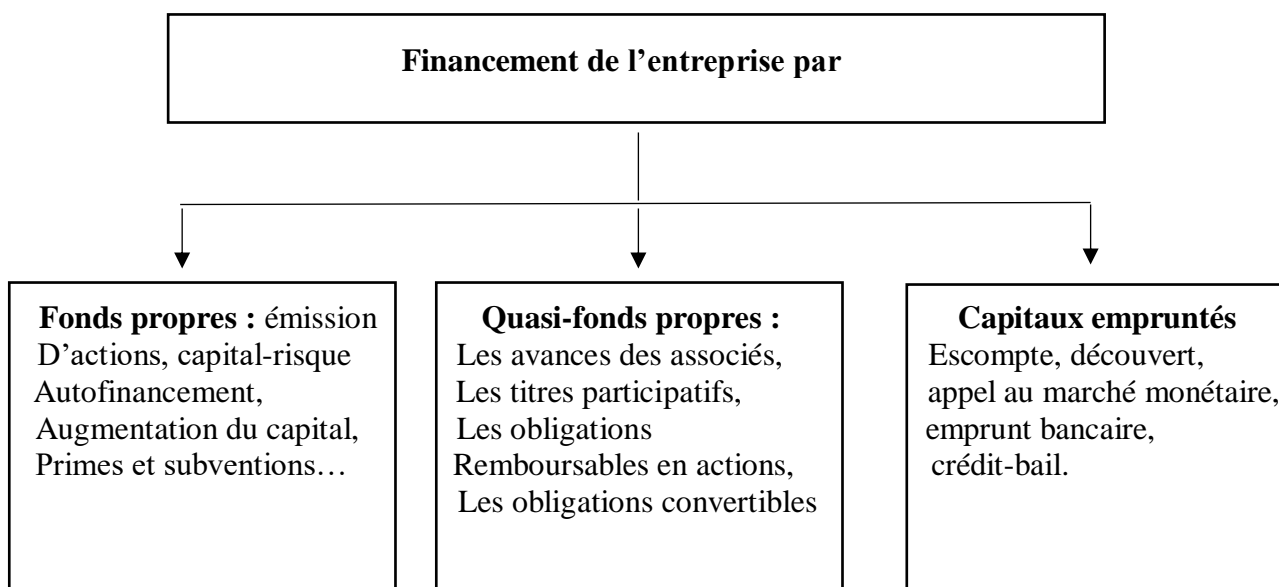 Financement de l’entreprise par
Fonds propres : émission
D’actions, capital-risque
Autofinancement,
Augmentation du capital,
Primes et subventions…
Quasi-fonds propres :
Les avances des associés,
Les titres participatifs,
Les obligations
Remboursables en actions,
Les obligations convertibles
Capitaux empruntés
Escompte, découvert,
appel au marché monétaire,
emprunt bancaire,
crédit-bail.